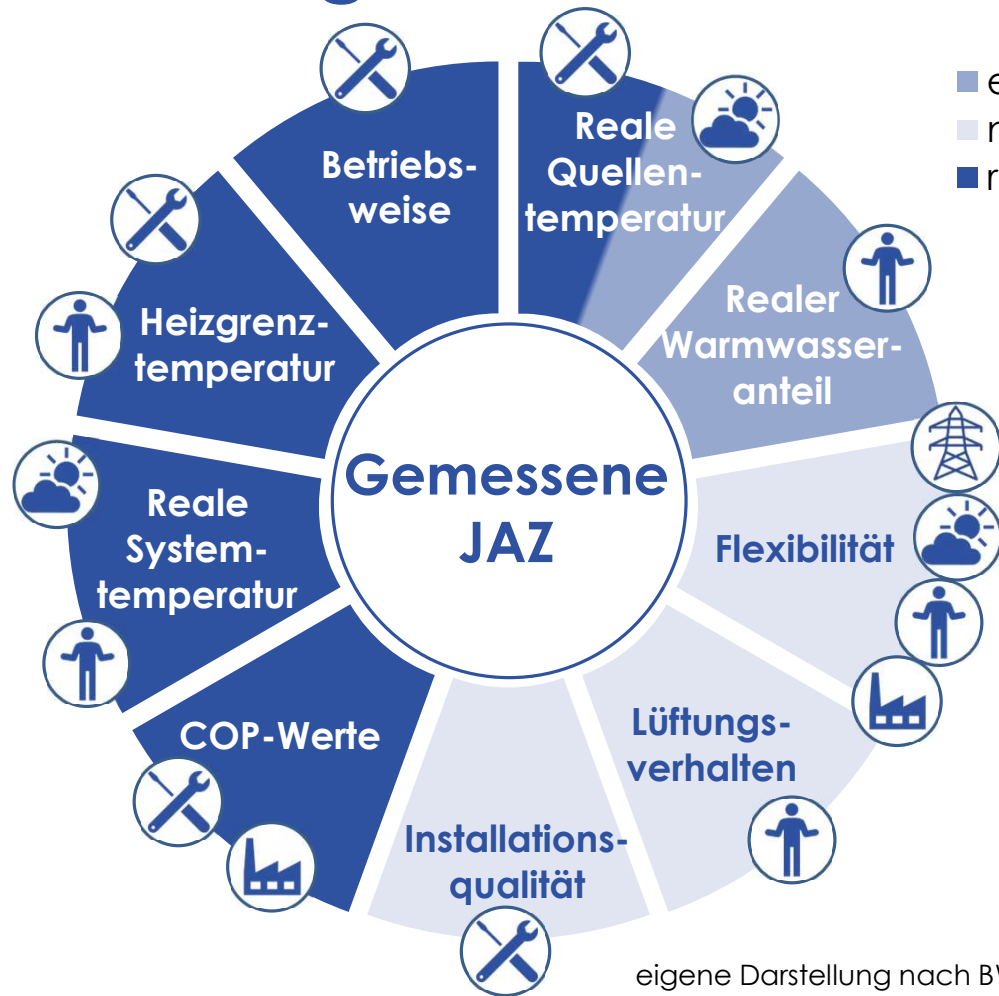 Betriebs-
weise
Reale
Quellen-
temperatur
Realer
Warmwasser-
anteil
Flexibilität
Lüftungs-
verhalten
Installations-
qualität
COP-Werte
Reale
System-
temperatur
Heizgrenz-
temperatur
Gemessene
JAZ
eigene Darstellung nach